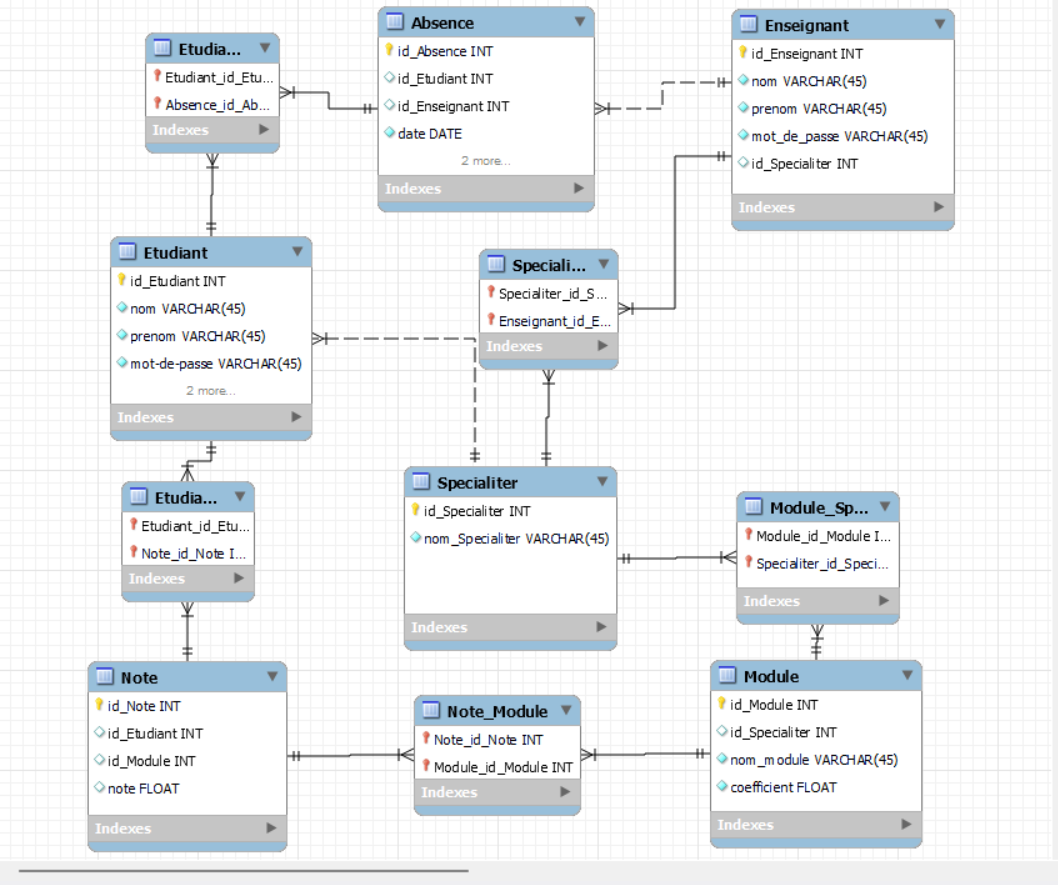 Etudia...
Etudiant_id_Etu...
Absence_id_Ab...
Indexes
Absence
id_Absence INT
id_Etudiant INT
id_Enseignant INT
date DATE
2 more...
Indexes
Enseignant
id_Enseignant INT
nom VARCHAR(45)
prenom VARCHAR(45)
mot_de_passe VARCHAR(45)
id_Specialiter INT
Indexes
Etudiant
id_Etudiant INT
nom VARCHAR(45)
prenom VARCHAR(45)
mot-de-passe VARCHAR(45)
2 more...
Indexes
Speciali...
Specialiter_id_S...
Enseignant_id_E...
Indexes
Etudia...
Etudiant_id_Etu...
Note_id_Note I...
Indexes
Specialiter
id_Specialiter INT
nom_Specialiter VARCHAR(45)
Indexes
Module_Sp...
Module_id_Module I...
Specialiter_id_Speci...
Indexes
Note
id_Note INT
id_Etudiant INT
id_Module INT
note FLOAT
Indexes
Note_Module
Note_id_Note INT
Module_id_Module INT
Indexes
Module
id_Module INT
id_Specialiter INT
nom_module VARCHAR(45)
coefficient FLOAT
Indexes